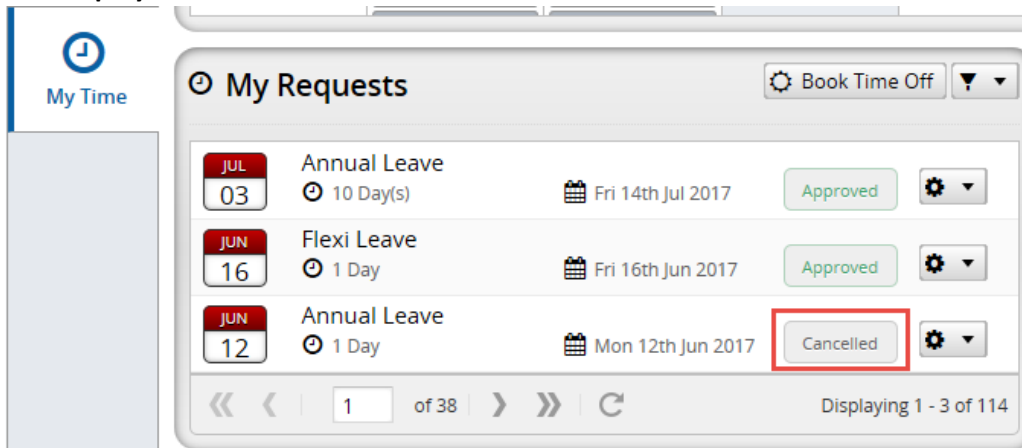 My Time
My Requests
Book Time Off
JUL
03
Annual Leave
10 Day(s)
Fri 14th Jul 2017
Approved
JUN
16
Flexi Leave
1 Day
Fri 16th Jun 2017
Approved
JUN
12
Annual Leave
1 Day
Mon 12th Jun 2017
Cancelled
1 of 38
Displaying 1 - 3 of 114